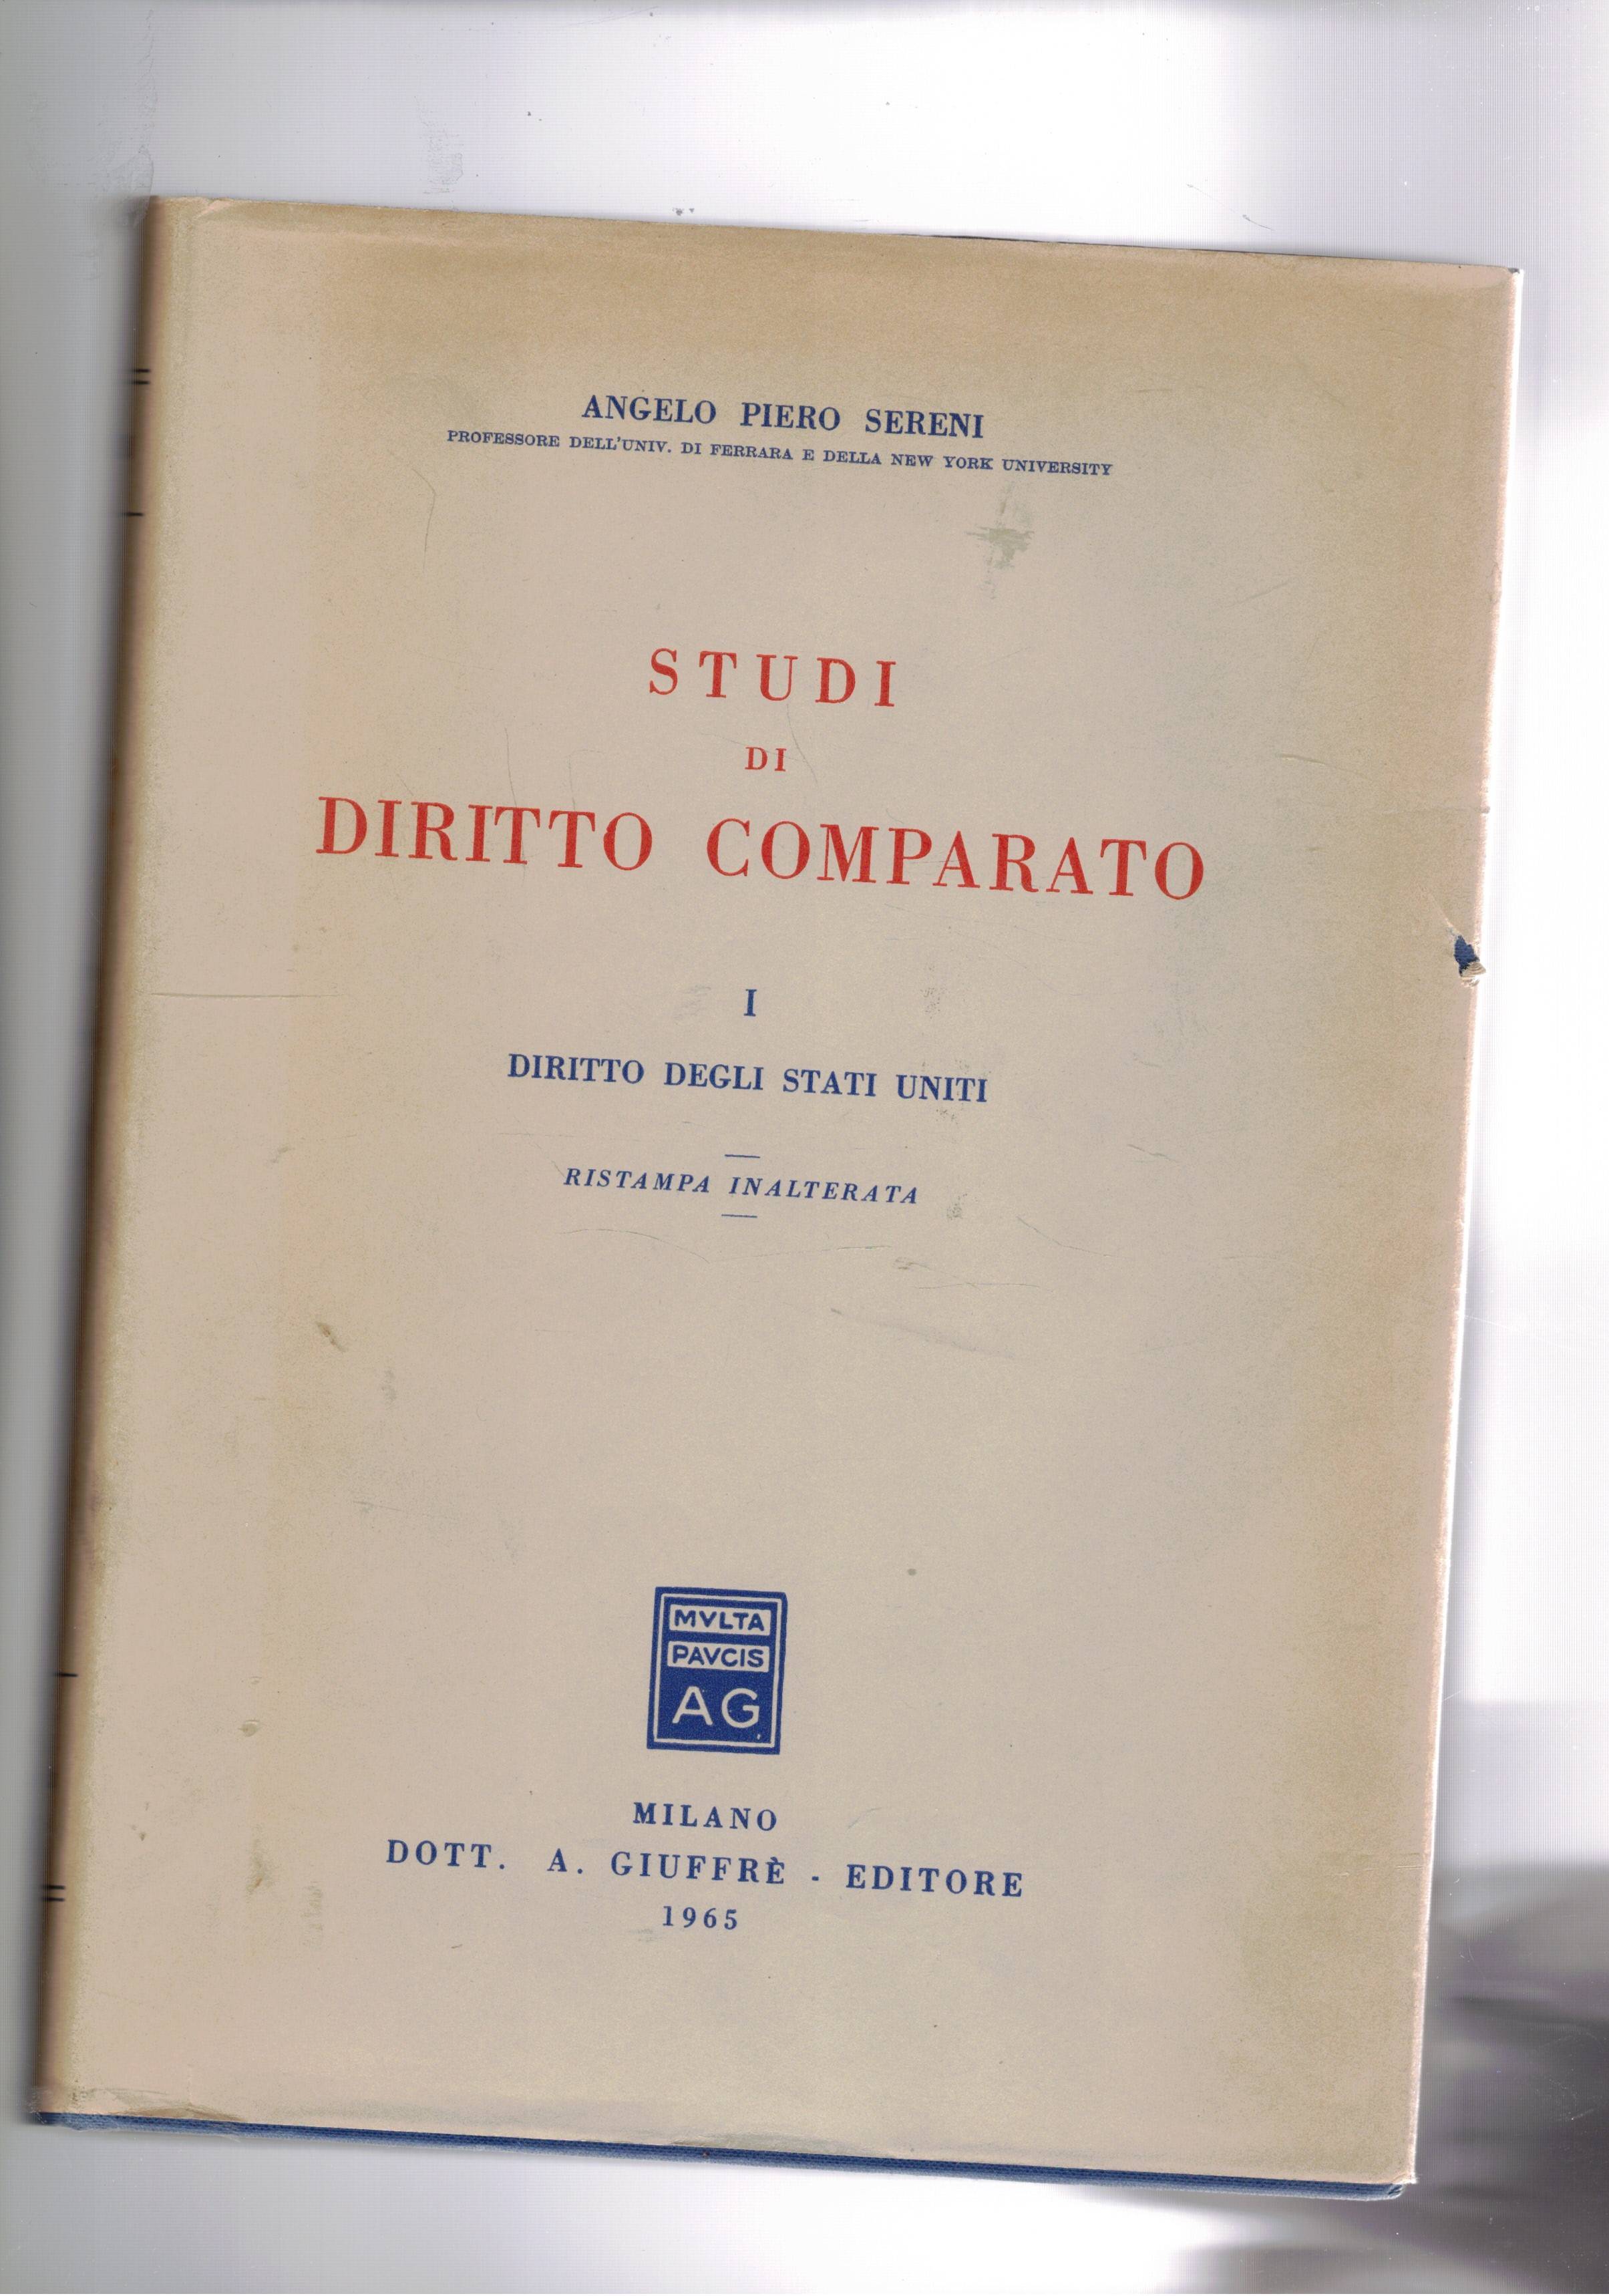 ANGELO PIERO SERENI
PROFESSORE DELL'UNIV. DI FERRARA E DELLA NEW YORK UNIVERSITY
STUDI
DI
DIRITTO COMPARATO
I
DIRITTO DEGLI STATI UNITI
RISTAMPA INALTERATA
MVLTA
PAVCIS
AG
MILANO
DOTT. A. GIUFFRÈ - EDITORE
1965